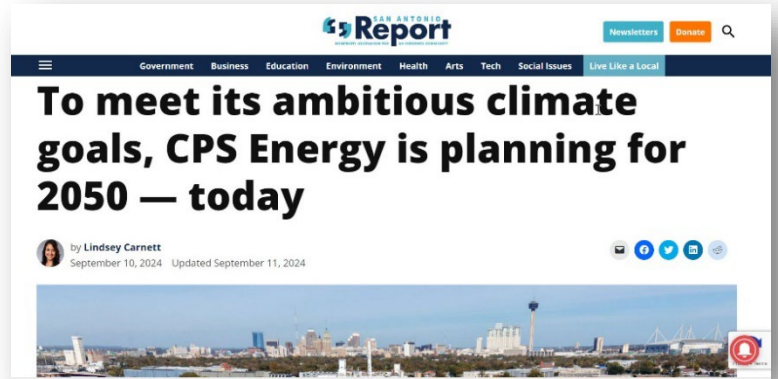 SAN ANTONIO
Report
Newsletters
Donate
Government Business Education Environment Health Arts Tech Social Issues Live Like a Local
To meet its ambitious climate
goals, CPS Energy is planning for
2050 — today
by Lindsey Carnett
September 10, 2024 Updated September 11, 2024